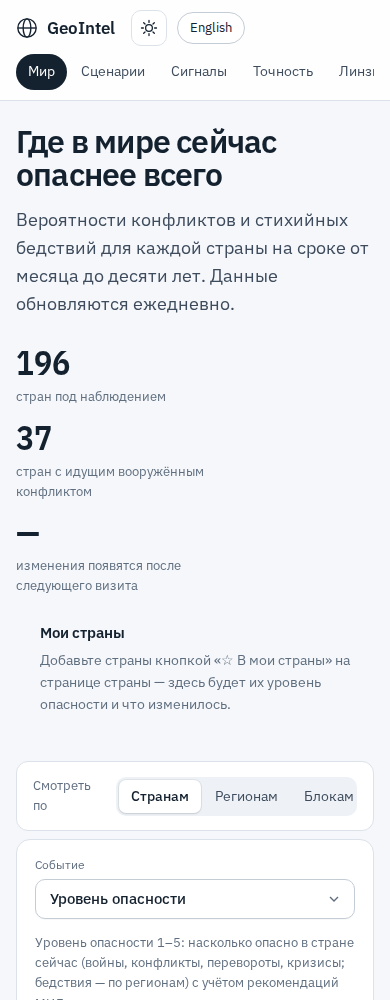 GeoIntel
English
Мир Сценарии Сигналы Точность
Где в мире сейчас
опаснее всего
Вероятности конфликтов и стихийных
бедствий для каждой страны на сроке от
месяца до десяти лет. Данные
обновляются ежедневно.
196
стран под наблюдением
37
стран с идущим вооружённым
конфликтом
—
изменения появятся после
следующего визита
Мои страны
Добавьте страны кнопкой «☆ В мои страны» на
странице страны — здесь будет их уровень
опасности и что изменилось.
Смотреть
по
Странам Регионам Блокам
Событие
Уровень опасности
Уровень опасности 1–5: насколько опасно в стране
сейчас (войны, конфликты, перевороты, кризисы;
бедствия — по регионам) с учётом рекомендаций